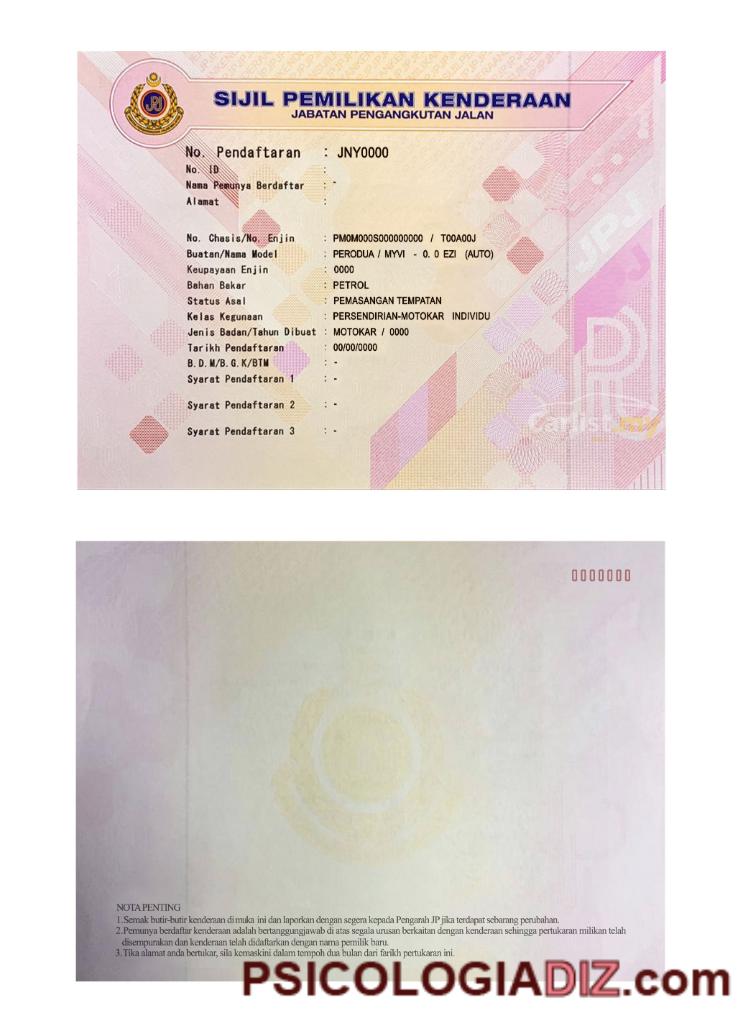 SIJIL PEMILIKAN KENDERAAN
JABATAN PENGANGKUTAN JALAN
No. Pendaftaran : JNY0000
No. ID :
Nama Pemunya Berdaftar : -
Alamat :
No. Chasis/No. Enjin : PM0M000S000000000 / T00A00J
Buatan/Nama Model : PERODUA / MYVI - 0. 0 EZI (AUTO)
Keupayaan Enjin : 0000
Bahan Bakar : PETROL
Status Asal : PEMASANGAN TEMPATAN
Kelas Kegunaan : PERSENDIRIAN-MOTOKAR INDIVIDU
Jenis Badan/Tahun Dibuat : MOTOKAR / 0000
Tarikh Pendaftaran : 00/00/0000
B.D.M/B.G.K/BTM : -
Syarat Pendaftaran 1 : -
Syarat Pendaftaran 2 : -
Syarat Pendaftaran 3 : -
JPJ
Carlist.my
NOTA PENTING
1.Semak butir-butir kenderaan di muka ini dan laporkan dengan segera kepada Pengarah JP jika terdapat sebarang perubahan.
2.Pemunya berdaftar kenderaan adalah bertanggungjawab di atas segala urusan berkaitan dengan kenderaan sehingga pertukaran milikan telah
disempurakan dan kenderaan telah didaftarkan dengan nama pemilik baru.
3.Tika alamat anda bertukar, sila kemaskini dalam tempoh dua bulan dari farikh pertukaran ini.
PSICOLOGIADIZ.com